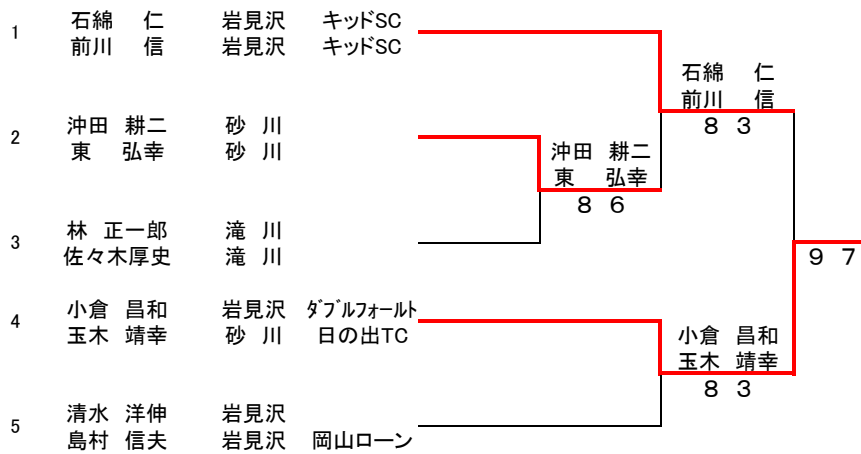 1 石綿 仁 岩見沢 キッドSC
前川 信 岩見沢 キッドSC
石綿 仁
前川 信
8 3
2 沖田 耕二 砂 川
東 弘幸 砂 川
沖田 耕二
東 弘幸
8 6
3 林 正一郎 滝 川
佐々木厚史 滝 川
9 7
4 小倉 昌和 岩見沢 ﾀﾞﾌﾞﾙﾌｫｰﾙﾄ
玉木 靖幸 砂 川 日の出TC
小倉 昌和
玉木 靖幸
8 3
5 清水 洋伸 岩見沢
島村 信夫 岩見沢 岡山ローン